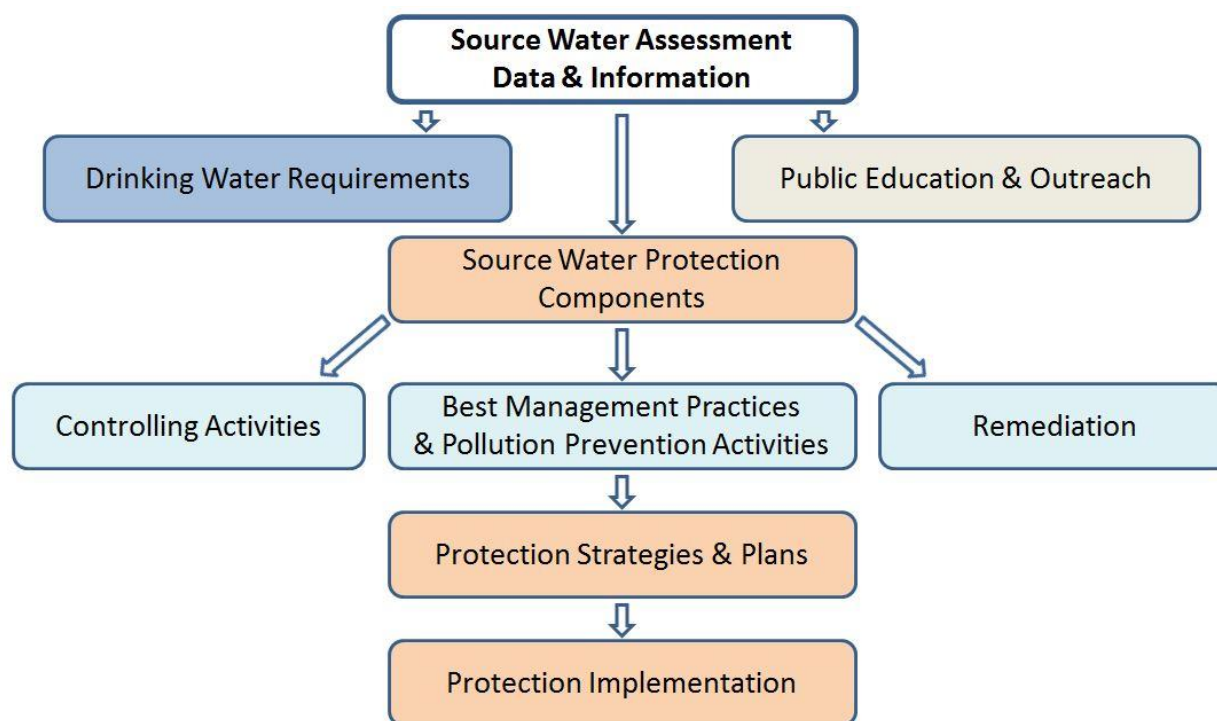 Source Water Assessment
Data & Information
Drinking Water Requirements
Public Education & Outreach
Source Water Protection
Components
Controlling Activities
Best Management Practices
& Pollution Prevention Activities
Remediation
Protection Strategies & Plans
Protection Implementation